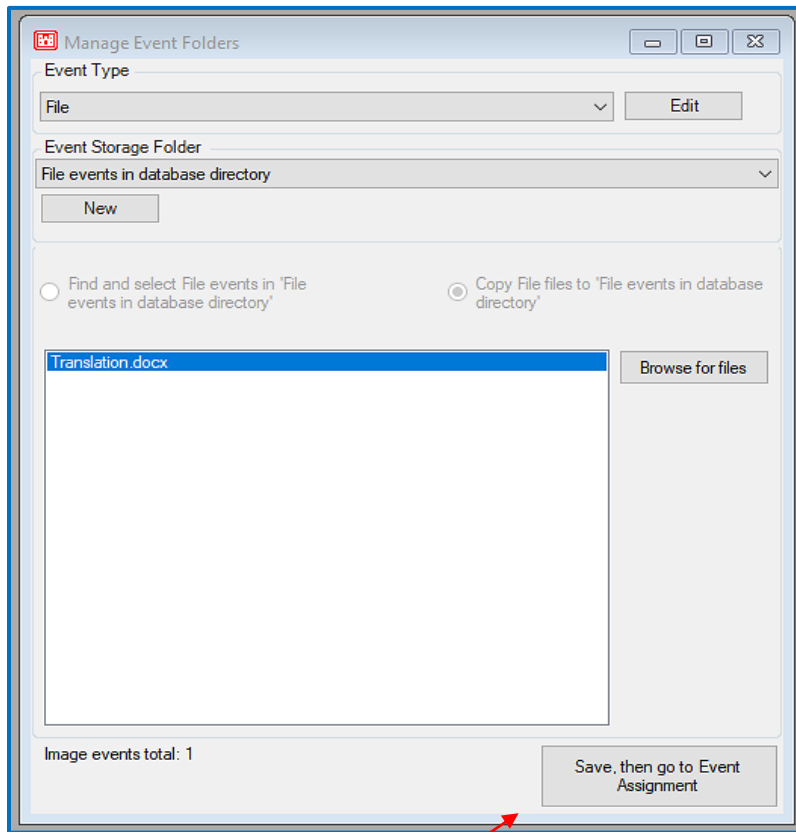 Manage Event Folders
Event Type
File
Edit
Event Storage Folder
File events in database directory
New
Find and select File events in 'File
events in database directory'
Copy File files to 'File events in database
directory'
Translation.docx
Browse for files
Image events total: 1
Save, then go to Event
Assignment